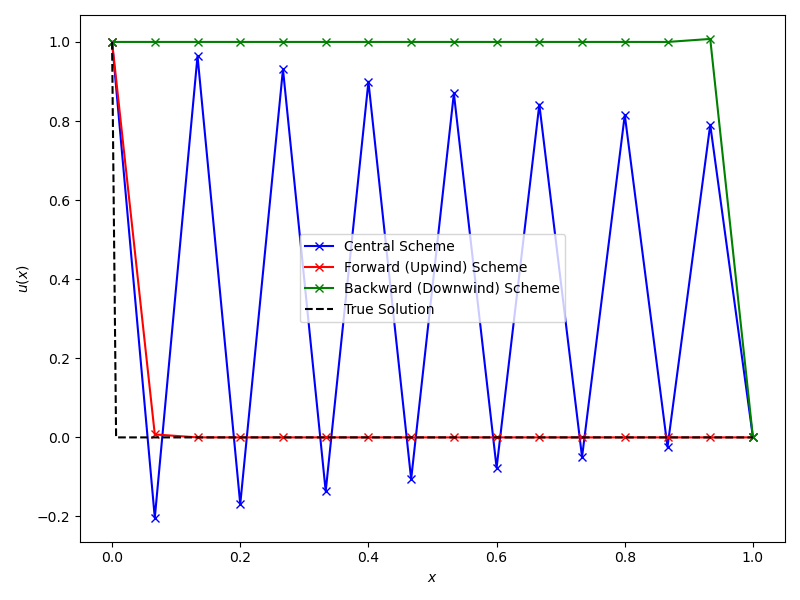 1.0
0.8
0.6
0.4
0.2
0.0
−0.2
u(x)
Central Scheme
Forward (Upwind) Scheme
Backward (Downwind) Scheme
True Solution
0.0 0.2 0.4 0.6 0.8 1.0
x